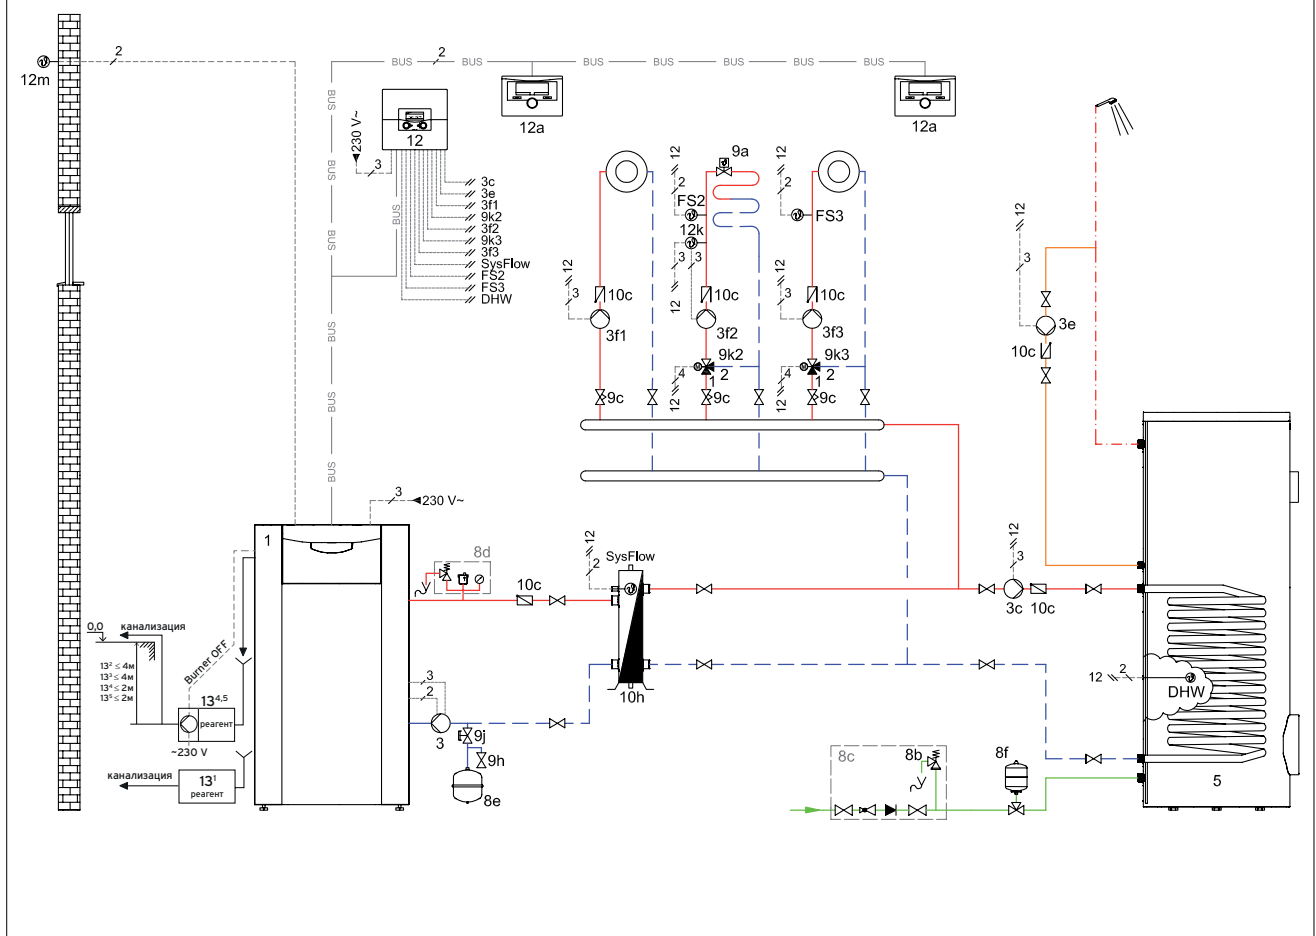 2
BUS
BUS
2
BUS
BUS
BUS
BUS
BUS
12m
12a
12a
BUS
BUS
BUS
BUS
BUS
BUS
230 V~
3
12
3c
3e
3f1
9k2
3f2
9k3
3f3
SysFlow
FS2
FS3
DHW
12
2
9a
12
2
FS2
FS3
12k
3
3
12
12
3
10c
10c
12
3
10c
3f1
3f2
3f3
12
3
3e
10c
M
9k2
1
2
4
12
M
9k3
1
2
4
12
9c
9c
9c
3
230 V~
1
8d
10c
12
2
SysFlow
10h
12
3
3c
10c
0,0
канализация
Burner OFF
13² ≤ 4м
13³ ≤ 4м
13⁴ ≤ 2м
13⁵ ≤ 2м
13⁴,⁵
реагент
~230 V
канализация
13¹
реагент
3
2
3
9j
9h
8e
12
2
DHW
5
8c
8b
8f